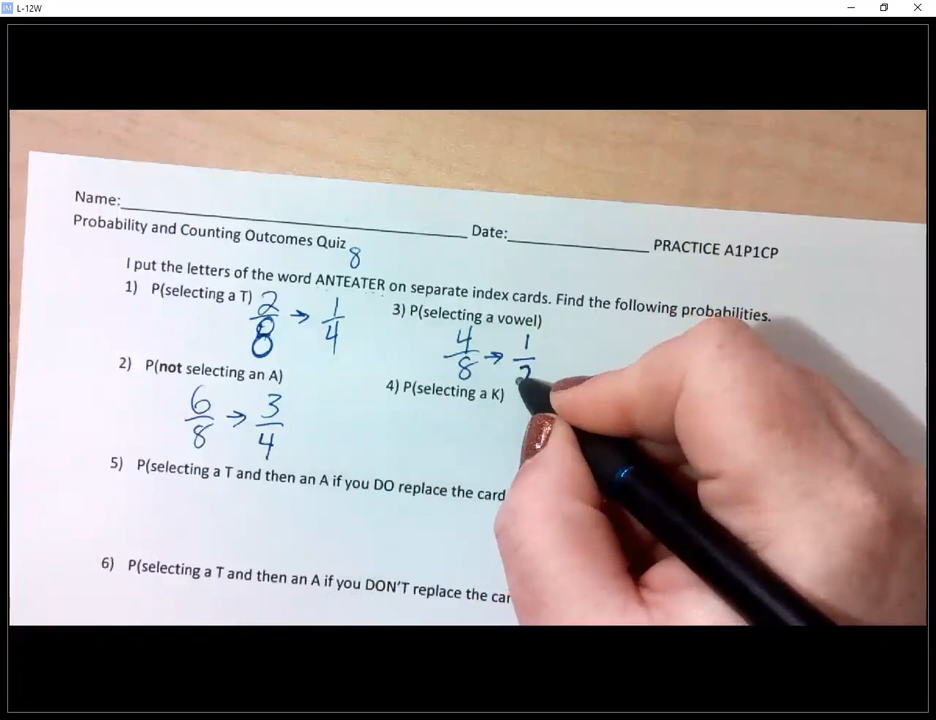 L-12W
Name:
Date:
PRACTICE A1P1CP
Probability and Counting Outcomes Quiz
8
I put the letters of the word ANTEATER on separate index cards. Find the following probabilities.
1) P(selecting a T) 2/8 → 1/4
3) P(selecting a vowel)
4/8 → 1/2
2) P(not selecting an A)
6/8 → 3/4
4) P(selecting a K)
5) P(selecting a T and then an A if you DO replace the card
6) P(selecting a T and then an A if you DON'T replace the car